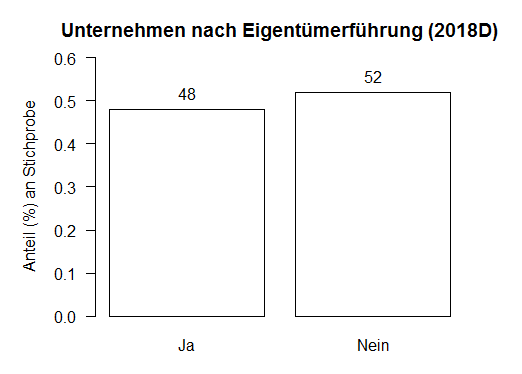 Unternehmen nach Eigentümerführung (2018D)
Anteil (%) an Stichprobe
0.6
0.5
0.4
0.3
0.2
0.1
0.0
48
52
Ja
Nein